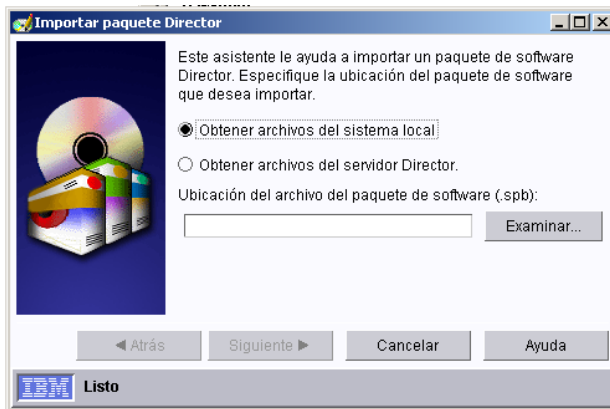 Importar paquete Director
Este asistente le ayuda a importar un paquete de software
Director. Especifique la ubicación del paquete de software
que desea importar.
Obtener archivos del sistema local
Obtener archivos del servidor Director.
Ubicación del archivo del paquete de software (.spb):
Examinar...
Atrás
Siguiente
Cancelar
Ayuda
IBM
Listo